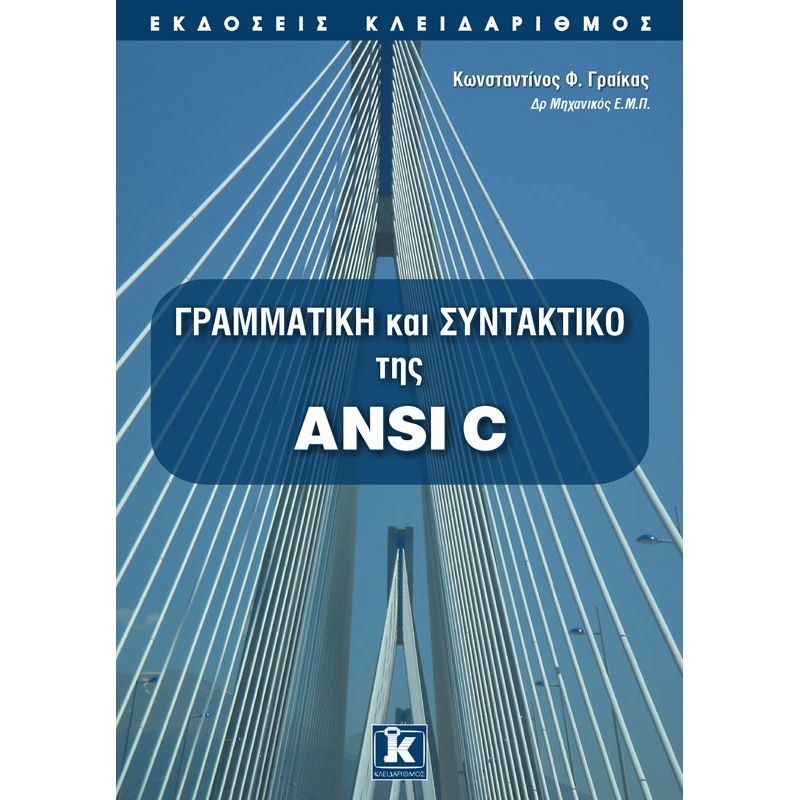 ΕΚΔΟΣΕΙΣ ΚΛΕΙΔΑΡΙΘΜΟΣ
Κωνσταντίνος Φ. Γραίκας
Δρ Μηχανικός Ε.Μ.Π.
ΓΡΑΜΜΑΤΙΚΗ και ΣΥΝΤΑΚΤΙΚΟ
της
ANSI C
ΚΛΕΙΔΑΡΙΘΜΟΣ